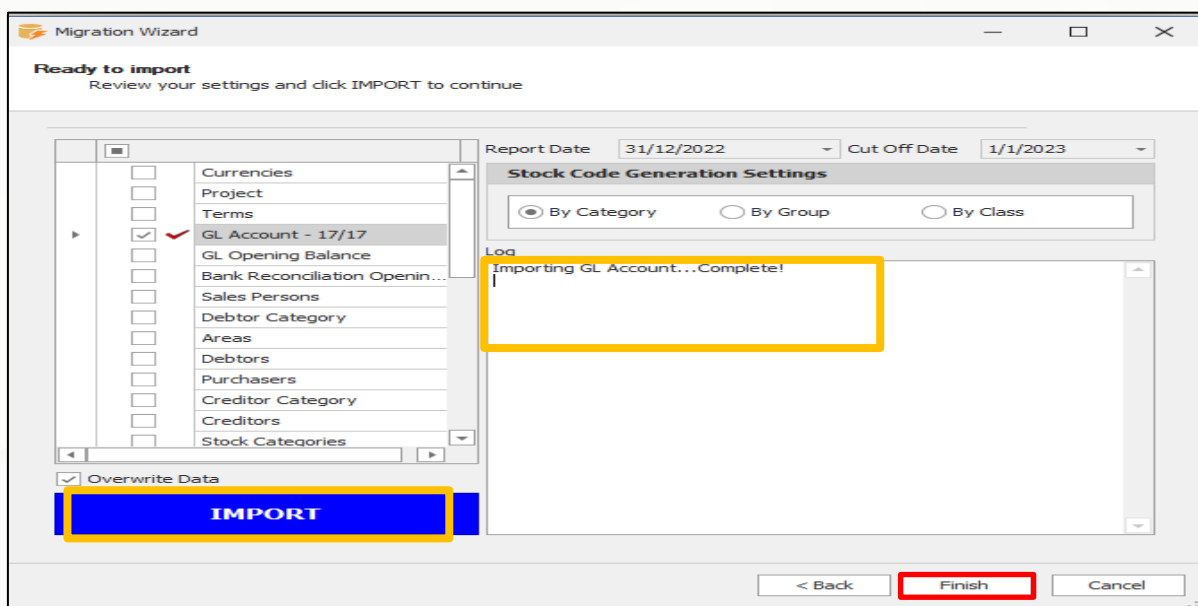 Migration Wizard
Ready to import
Review your settings and click IMPORT to continue
Report Date 31/12/2022 Cut Off Date 1/1/2023
Stock Code Generation Settings
By Category By Group By Class
Currencies
Project
Terms
GL Account - 17/17
GL Opening Balance
Bank Reconciliation Openin...
Sales Persons
Debtor Category
Areas
Debtors
Purchasers
Creditor Category
Creditors
Stock Categories
Overwrite Data
IMPORT
Log
Importing GL Account...Complete!
< Back Finish Cancel